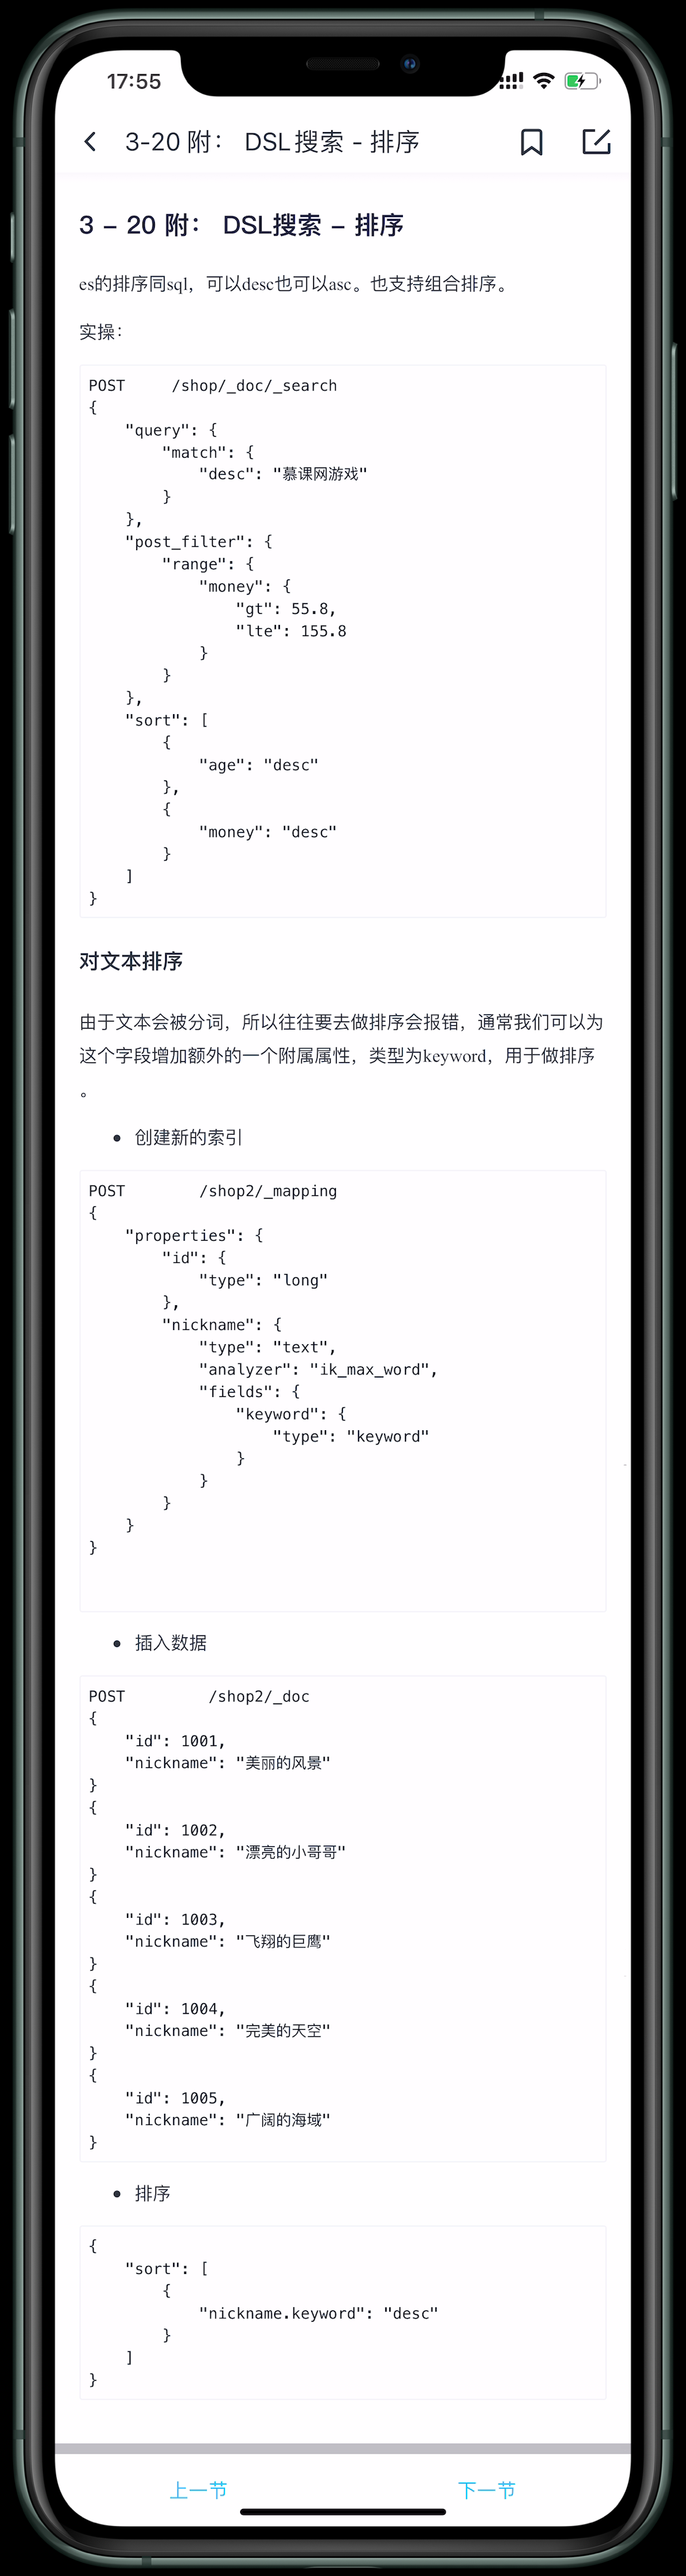 17:55
3-20 附： DSL搜索 - 排序
3 – 20 附： DSL搜索 – 排序
es的排序同sql，可以desc也可以asc。也支持组合排序。
实操：
POST     /shop/_doc/_search
{
    "query": {
        "match": {
            "desc": "慕课网游戏"
        }
    },
    "post_filter": {
        "range": {
            "money": {
                "gt": 55.8,
                "lte": 155.8
            }
        }
    },
    "sort": [
        {
            "age": "desc"
        },
        {
            "money": "desc"
        }
    ]
}
对文本排序
由于文本会被分词，所以往往要去做排序会报错，通常我们可以为
这个字段增加额外的一个附属属性，类型为keyword，用于做排序
。
• 创建新的索引
POST        /shop2/_mapping
{
    "properties": {
        "id": {
            "type": "long"
        },
        "nickname": {
            "type": "text",
            "analyzer": "ik_max_word",
            "fields": {
                "keyword": {
                    "type": "keyword"
                }
            }
        }
    }
}
• 插入数据
POST         /shop2/_doc
{
    "id": 1001,
    "nickname": "美丽的风景"
}
{
    "id": 1002,
    "nickname": "漂亮的小哥哥"
}
{
    "id": 1003,
    "nickname": "飞翔的巨鹰"
}
{
    "id": 1004,
    "nickname": "完美的天空"
}
{
    "id": 1005,
    "nickname": "广阔的海域"
}
• 排序
{
    "sort": [
        {
            "nickname.keyword": "desc"
        }
    ]
}
上一节 下一节